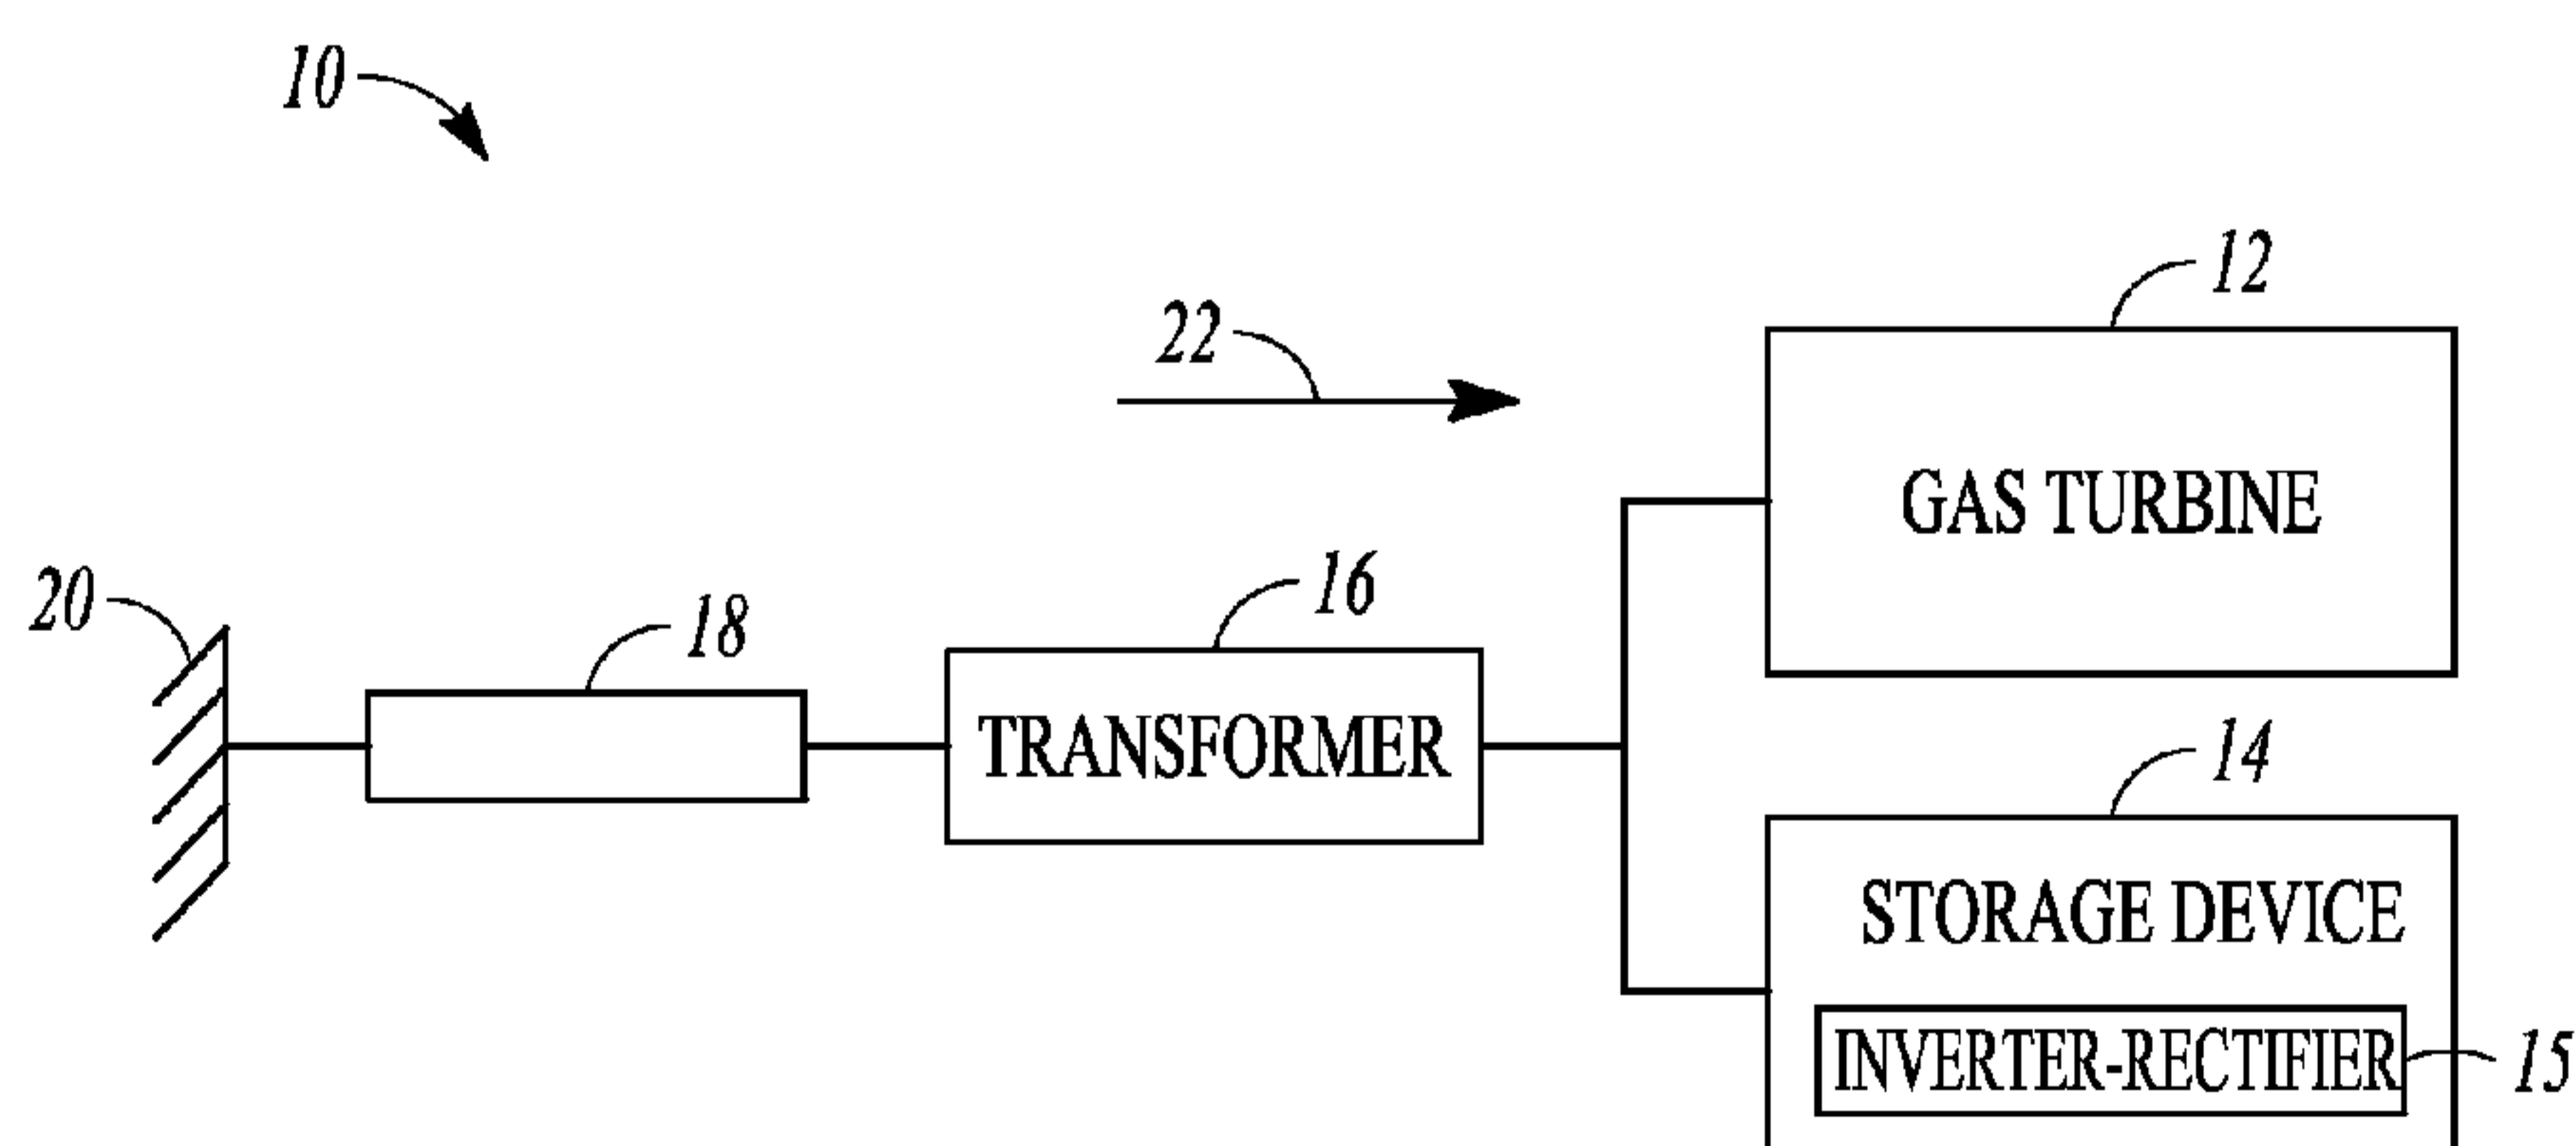 10
12
22
GAS TURBINE
16
20
18
TRANSFORMER
14
STORAGE DEVICE
INVERTER-RECTIFIER
15